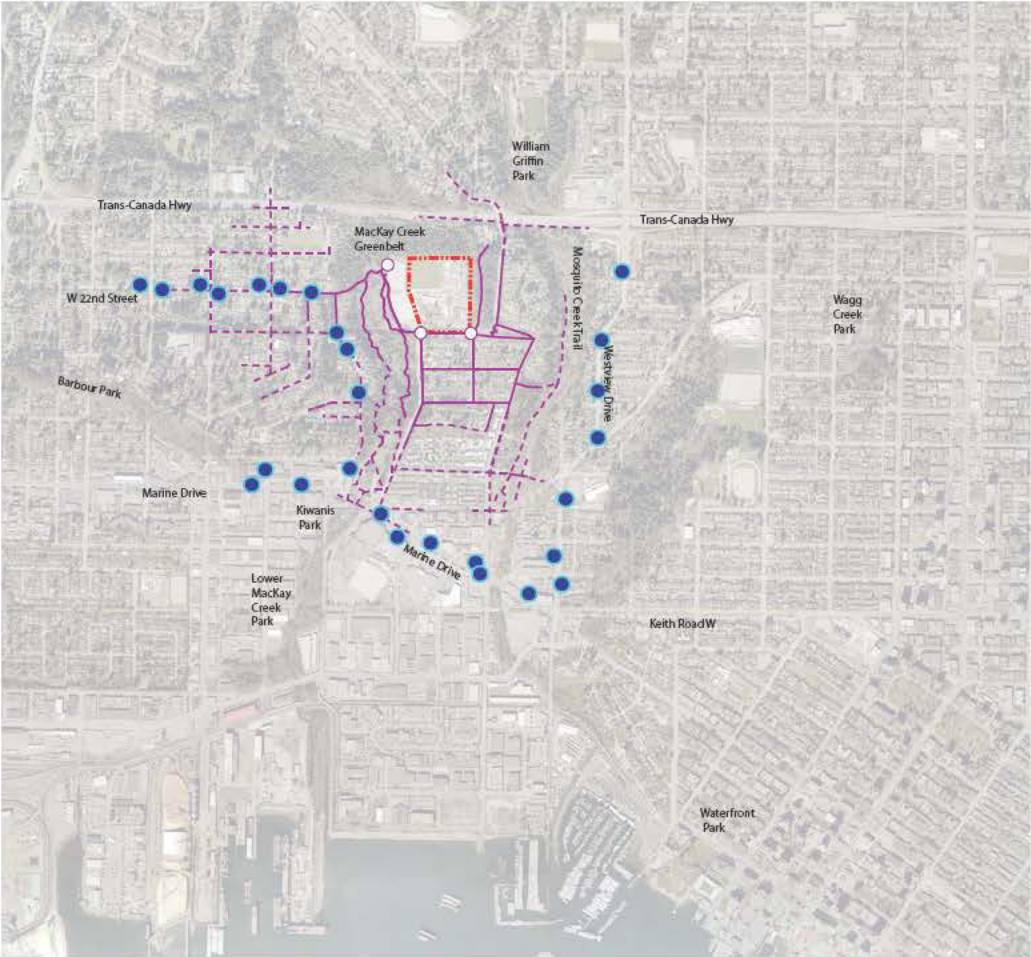 William
Griffin
Park
Trans-Canada Hwy
Trans-Canada Hwy
MacKay Creek
Greenbelt
Mosquito Creek Trail
W 22nd Street
Wagg
Creek
Park
Westview Drive
Barbour Park
Marine Drive
Kiwanis
Park
Marine Drive
Lower
MacKay
Creek
Park
Keith Road W
Waterfront
Park